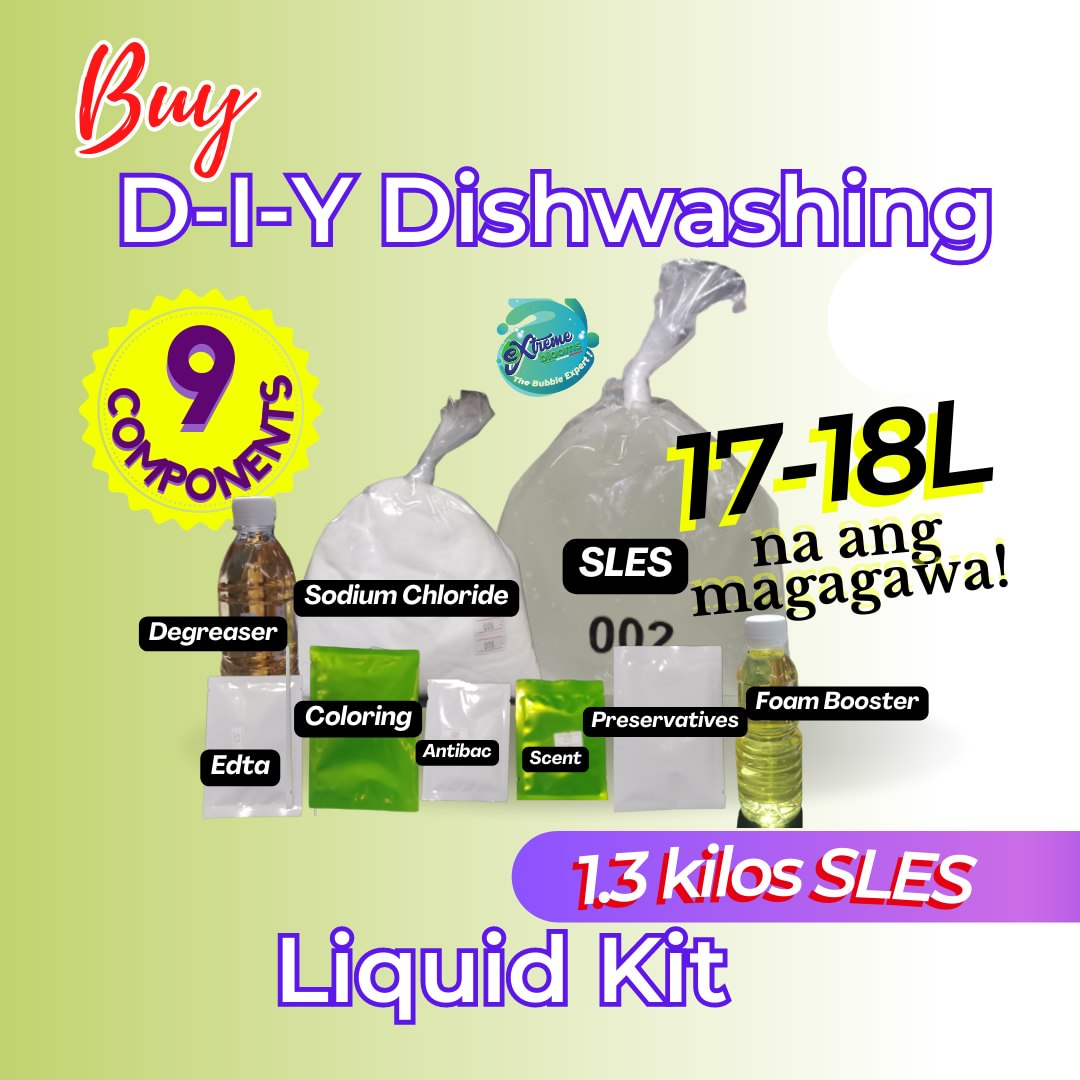 Buy
D-I-Y Dishwashing
9
COMPONENTS
eXtreme
blooms
The Bubble Expert!
17-18L
na ang
magagawa!
SLES
002
Sodium Chloride
Degreaser
Foam Booster
Coloring
Preservatives
Antibac
Scent
Edta
1.3 kilos SLES
Liquid Kit